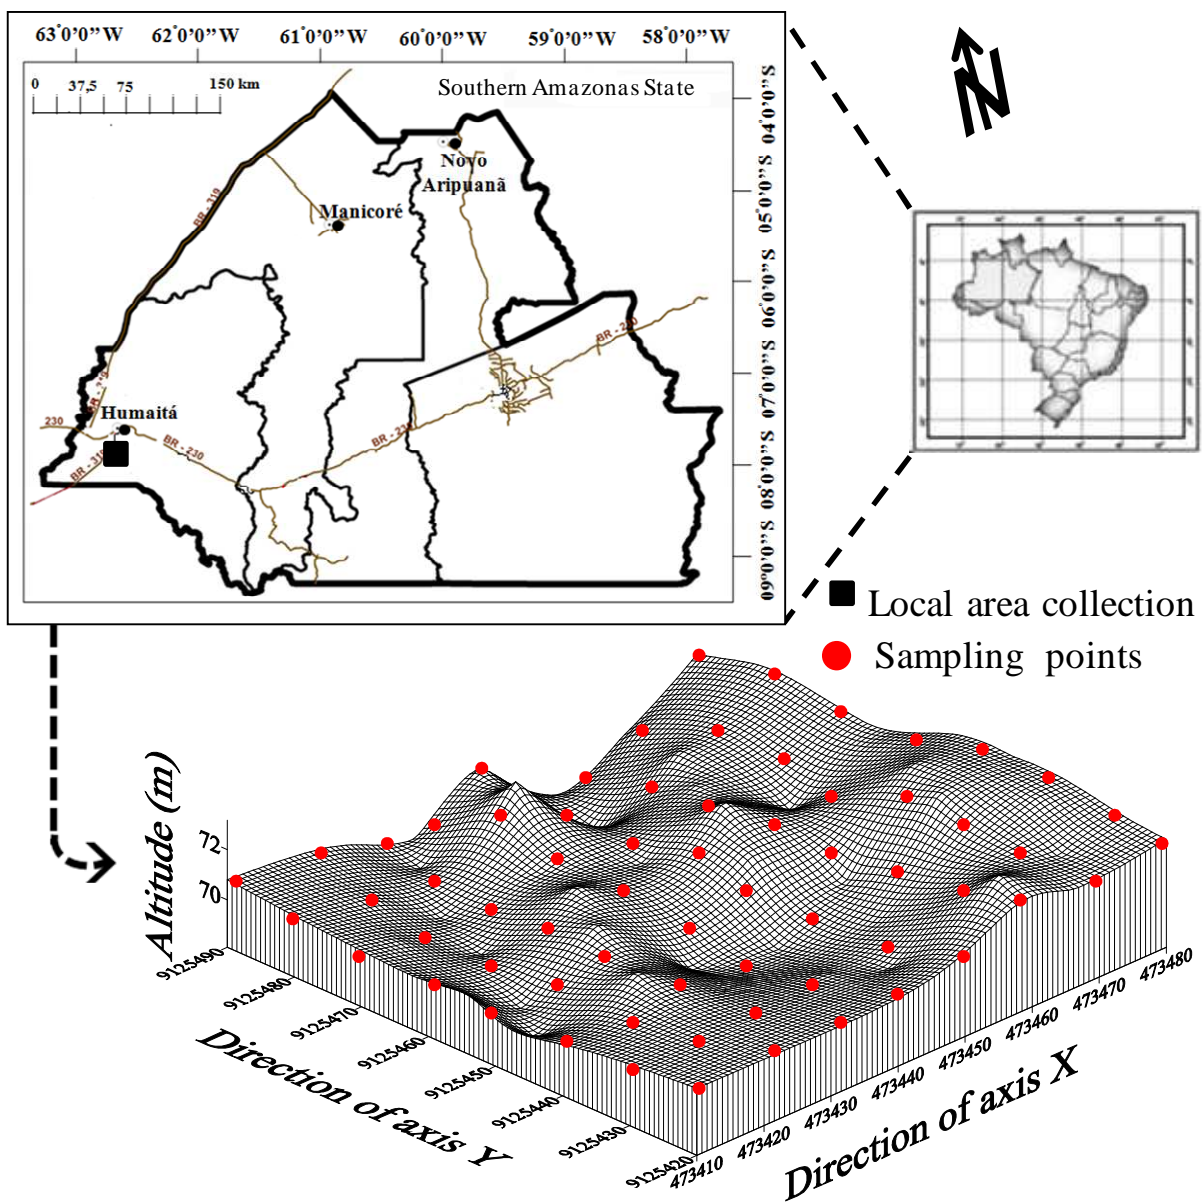 63°0'0"W 62°0'0"W 61°0'0"W 60°0'0"W 59°0'0"W 58°0'0"W
0 37,5 75 150 km
Southern Amazonas State
04°0'0"S
05°0'0"S
06°0'0"S
07°0'0"S
08°0'0"S
09°0'0"S
Novo
Aripuanã
Manicoré
BR - 319
BR - 230
BR - 319
Humaitá
230
BR - 230
BR - 230
BR - 319
N
Local area collection
Sampling points
Altitude (m)
72
70
9125490
9125480
9125470
9125460
9125450
9125440
9125430
9125420
Direction of axis Y
473410
473420
473430
473440
473450
473460
473470
473480
Direction of axis X